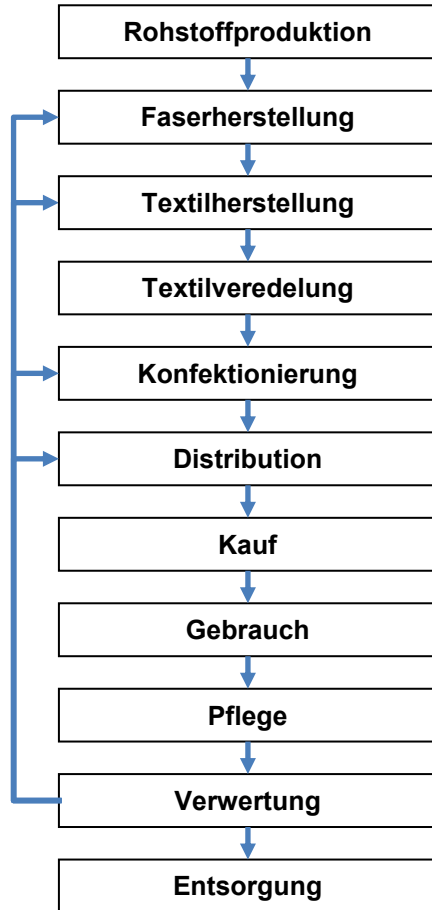 Rohstoffproduktion
Faserherstellung
Textilherstellung
Textilveredelung
Konfektionierung
Distribution
Kauf
Gebrauch
Pflege
Verwertung
Entsorgung